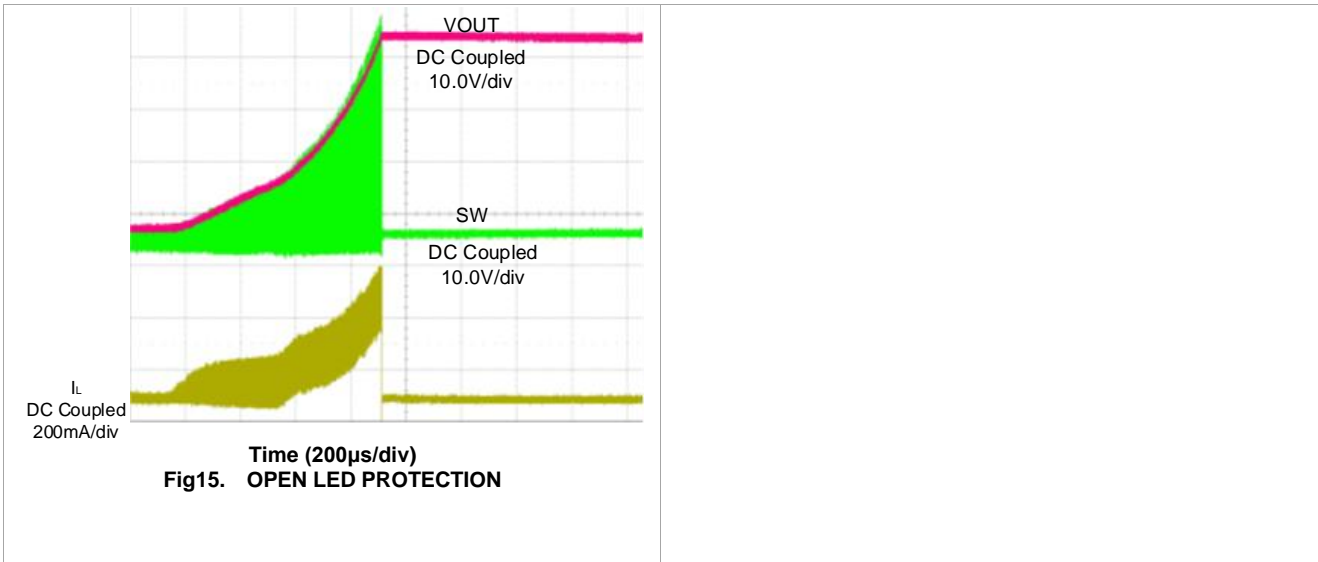 VOUT
DC Coupled
10.0V/div
SW
DC Coupled
10.0V/div
IL
DC Coupled
200mA/div
Time (200µs/div)
Fig15. OPEN LED PROTECTION